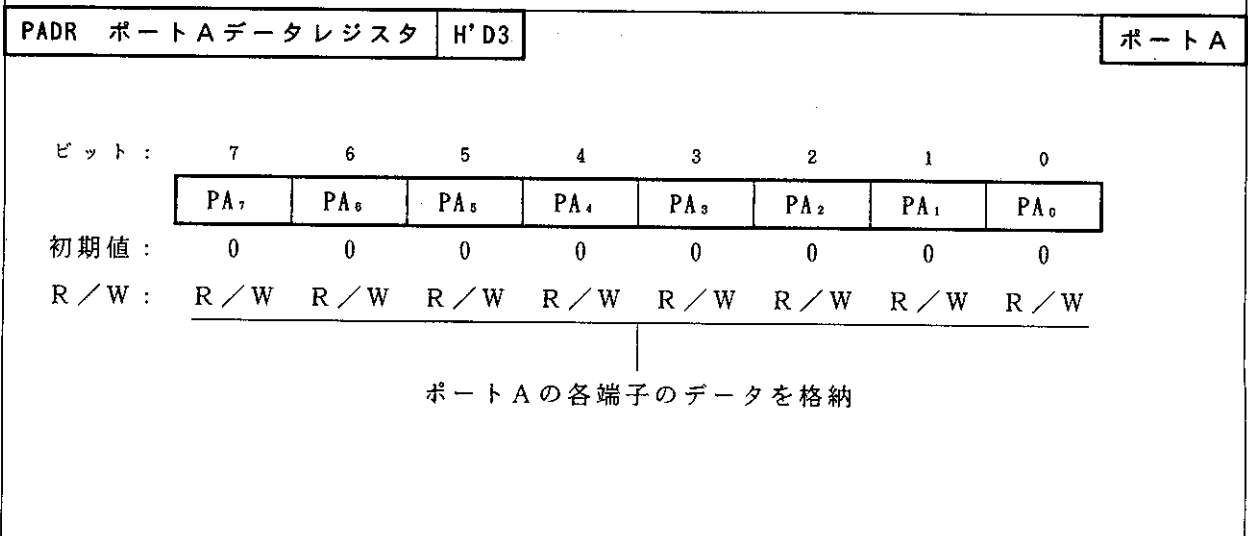 PADR ポートAデータレジスタ H'D3 ポートA
ビット: 7 6 5 4 3 2 1 0
PA₇ PA₆ PA₅ PA₄ PA₃ PA₂ PA₁ PA₀
初期値: 0 0 0 0 0 0 0 0
R/W: R/W R/W R/W R/W R/W R/W R/W R/W
ポートAの各端子のデータを格納